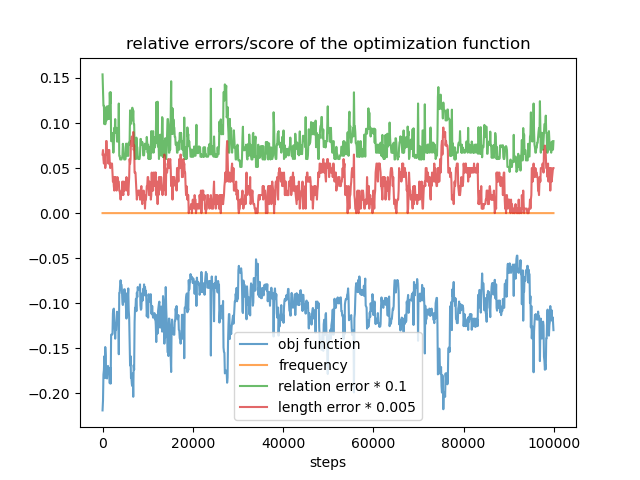 relative errors/score of the optimization function
0.15
0.10
0.05
0.00
−0.05
−0.10
−0.15
−0.20
obj function
frequency
relation error * 0.1
length error * 0.005
0 20000 40000 60000 80000 100000
steps